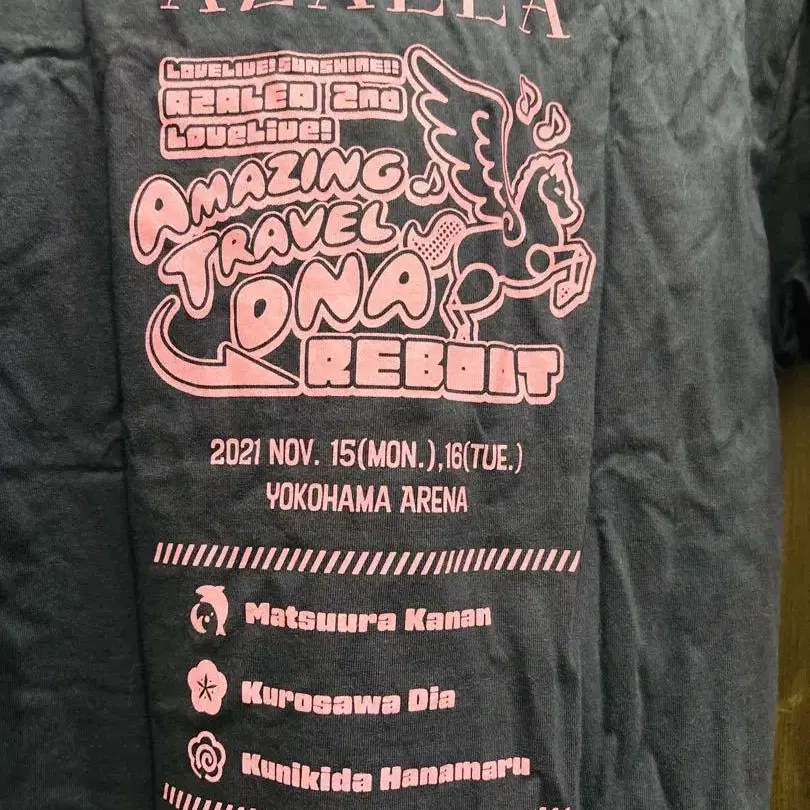 AZALEA
LOVELIVE! SUNSHINE!!
AZALEA 2nd
LOVELIVE!
AMAZING
TRAVEL
DNA
REBOOT
2021 NOV. 15(MON.),16(TUE.)
YOKOHAMA ARENA
Matsuura Kanan
Kurosawa Dia
Kunikida Hanamaru